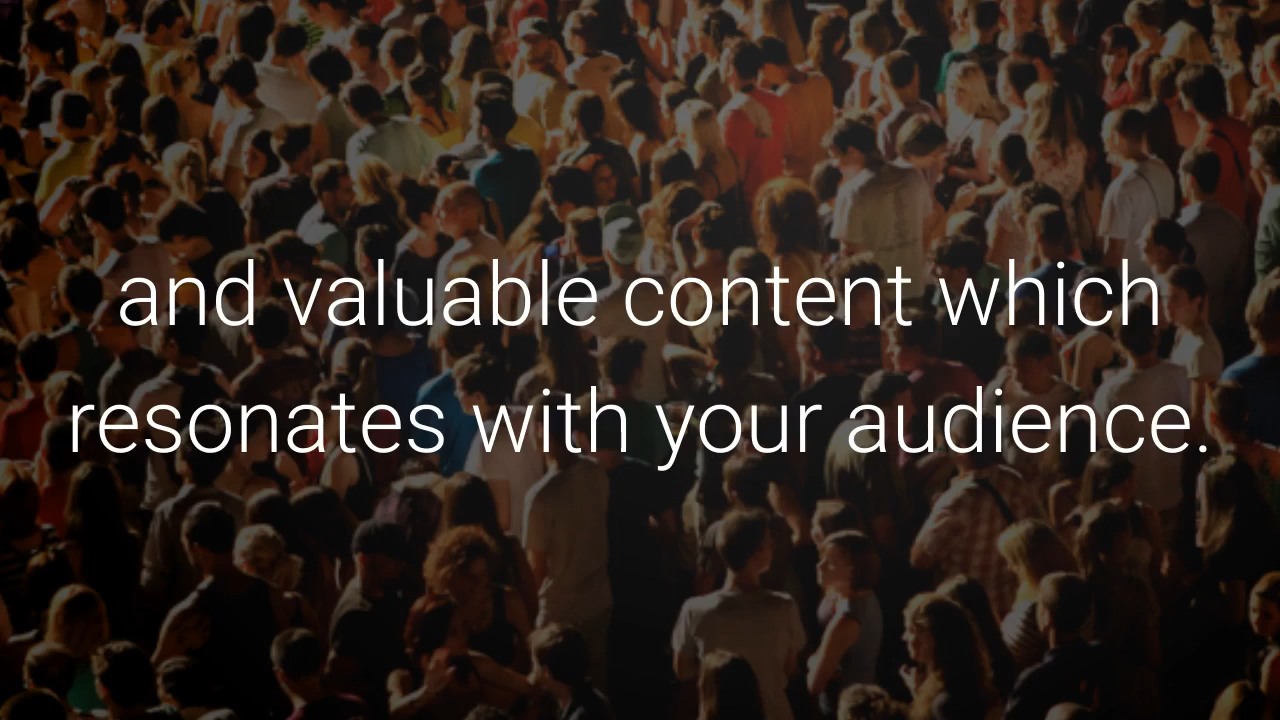 and valuable content which
resonates with your audience.